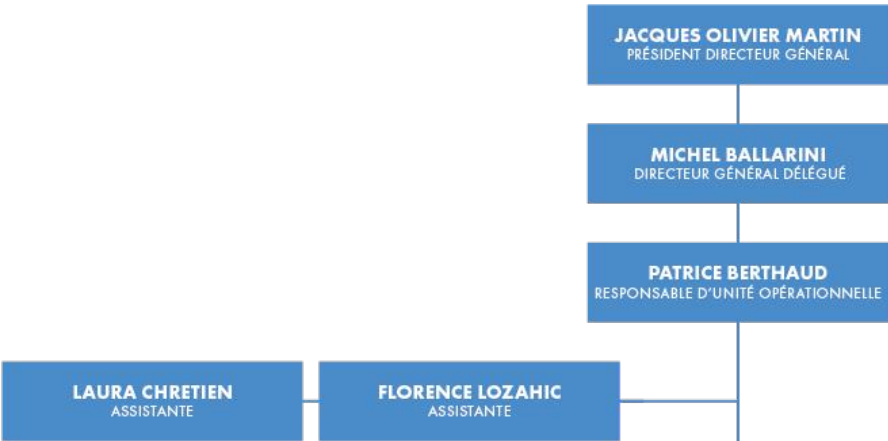 JACQUES OLIVIER MARTIN
PRÉSIDENT DIRECTEUR GÉNÉRAL
MICHEL BALLARINI
DIRECTEUR GÉNÉRAL DÉLÉGUÉ
PATRICE BERTHAUD
RESPONSABLE D'UNITÉ OPÉRATIONNELLE
LAURA CHRETIEN
ASSISTANTE
FLORENCE LOZAHIC
ASSISTANTE